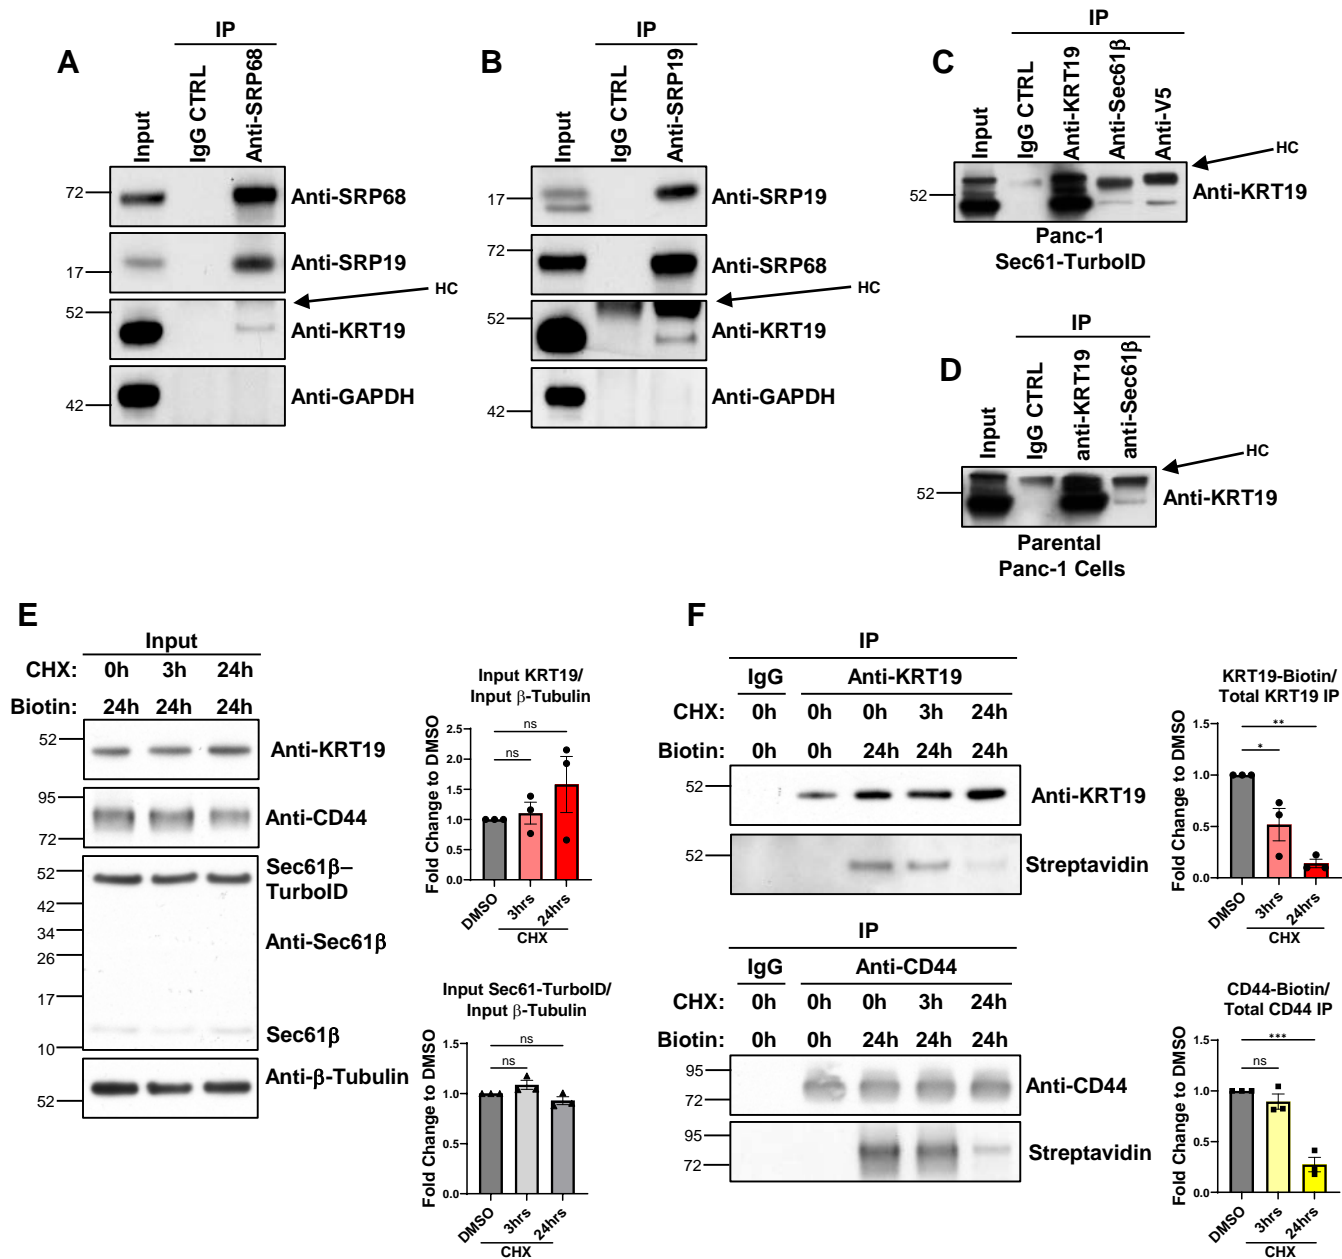 A
IP
Input
IgG CTRL
Anti-SRP68
72
Anti-SRP68
17
Anti-SRP19
HC
52
Anti-KRT19
42
Anti-GAPDH
B
IP
Input
IgG CTRL
Anti-SRP19
17
Anti-SRP19
72
Anti-SRP68
HC
52
Anti-KRT19
42
Anti-GAPDH
C
IP
Input
IgG CTRL
Anti-KRT19
Anti-Sec61β
Anti-V5
HC
52
Anti-KRT19
Panc-1
Sec61-TurboID
D
IP
Input
IgG CTRL
anti-KRT19
anti-Sec61β
HC
52
Anti-KRT19
Parental
Panc-1 Cells
E
Input
CHX: 0h 3h 24h
Biotin: 24h 24h 24h
52
Anti-KRT19
95
Anti-CD44
72
52
Sec61β–
TurboID
42
34
Anti-Sec61β
26
17
Sec61β
10
Anti-β-Tubulin
52
Input KRT19/
Input β-Tubulin
Fold Change to DMSO
2.5
2.0
1.5
1.0
0.5
0.0
ns
ns
DMSO
3hrs
24hrs
CHX
Input Sec61-TurboID/
Input β-Tubulin
Fold Change to DMSO
1.5
1.0
0.5
0.0
ns
ns
DMSO
3hrs
24hrs
CHX
F
IP
IgG Anti-KRT19
CHX: 0h 0h 0h 3h 24h
Biotin: 0h 0h 24h 24h 24h
52
Anti-KRT19
52
Streptavidin
IP
IgG Anti-CD44
CHX: 0h 0h 0h 3h 24h
Biotin: 0h 0h 24h 24h 24h
95
Anti-CD44
72
95
Streptavidin
72
KRT19-Biotin/
Total KRT19 IP
Fold Change to DMSO
1.5
1.0
0.5
0.0
**
*
DMSO
3hrs
24hrs
CHX
CD44-Biotin/
Total CD44 IP
Fold Change to DMSO
1.5
1.0
0.5
0.0
***
ns
DMSO
3hrs
24hrs
CHX